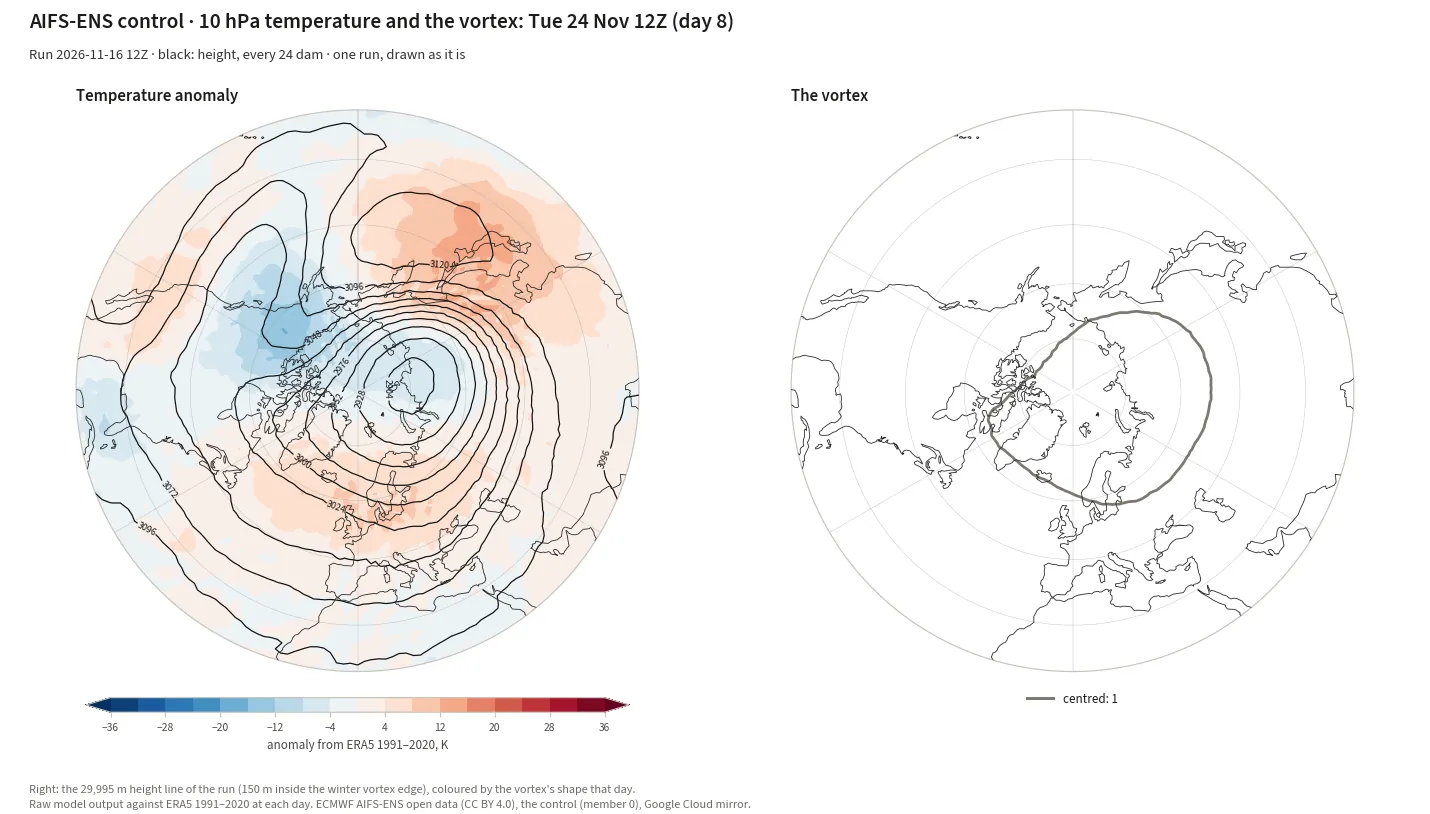 AIFS-ENS control · 10 hPa temperature and the vortex: Tue 24 Nov 12Z (day 8)
Run 2026-11-16 12Z · black: height, every 24 dam · one run, drawn as it is
Temperature anomaly
The vortex
3120
3096
3048
2976
2904
2928
2952
3000
3024
3072
3096
3096
−36 −28 −20 −12 −4 4 12 20 28 36
anomaly from ERA5 1991–2020, K
centred: 1
Right: the 29,995 m height line of the run (150 m inside the winter vortex edge), coloured by the vortex's shape that day.
Raw model output against ERA5 1991–2020 at each day. ECMWF AIFS-ENS open data (CC BY 4.0), the control (member 0), Google Cloud mirror.